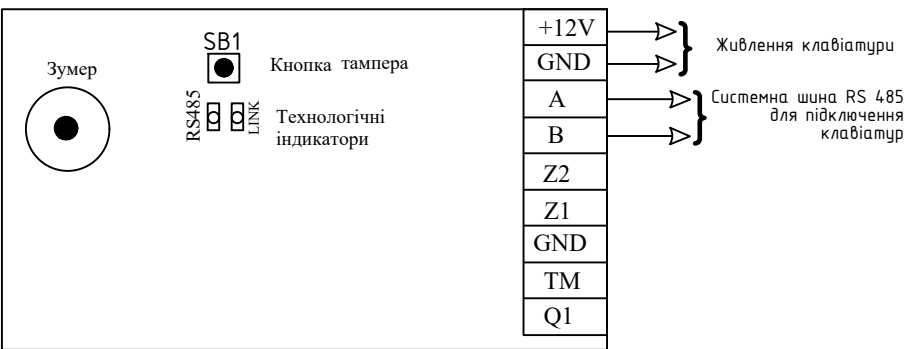 SB1
Зумер
Кнопка тампера
RS485
LINK
Технологічні
індикатори
+12V
GND
A
B
Z2
Z1
GND
TM
Q1
Живлення клавіатури
Системна шина RS 485
для підключення
клавіатур